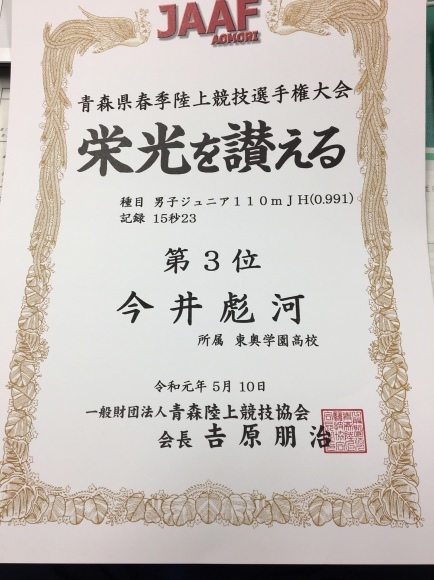 JAAF
AOMORI
青森県春季陸上競技選手権大会
栄光を讃える
種目 男子ジュニア110mJH(0.991)
記録 15秒23
第3位
今井彪河
所属 東奥学園高校
令和元年5月10日
一般財団法人青森陸上競技協会
会長 𠮷原朋治